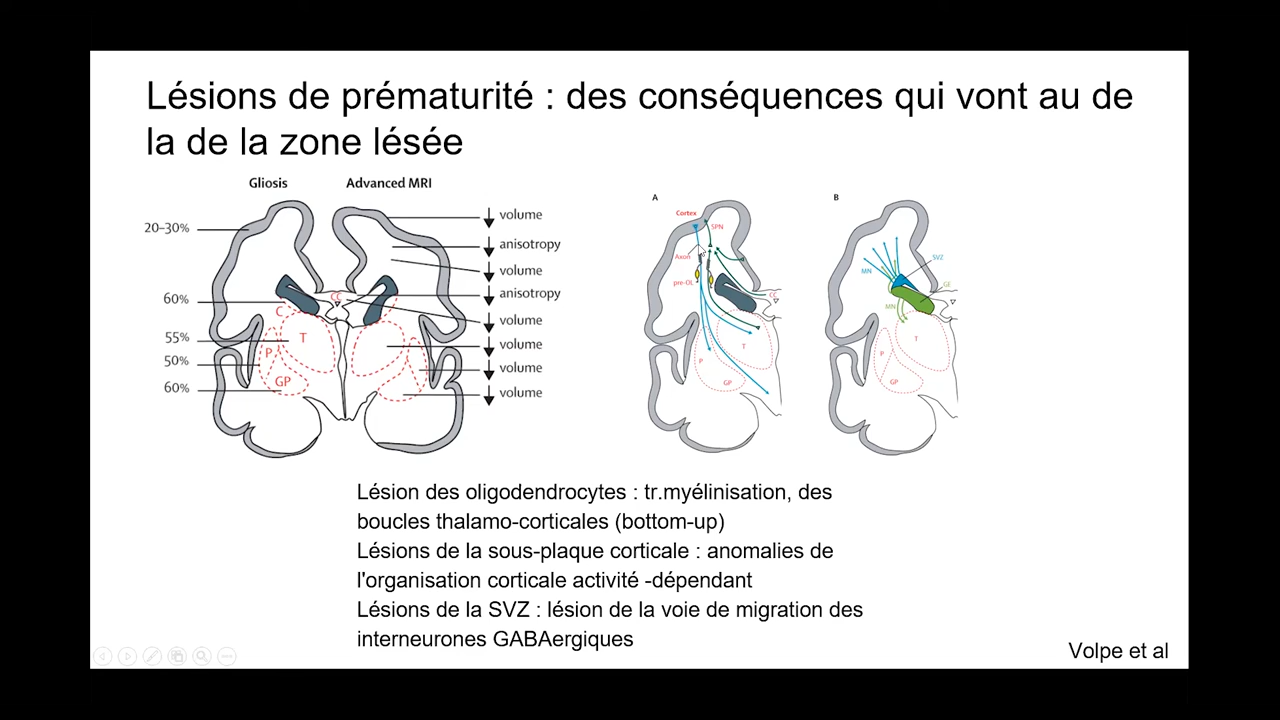 Lésions de prématurité : des conséquences qui vont au de
la de la zone lésée
Gliosis
Advanced MRI
20–30%
60%
55%
50%
60%
CC
C
T
P
GP
volume
anisotropy
volume
anisotropy
volume
volume
volume
volume
A
Cortex
SPN
Axon
pre-OL
CC
T
P
GP
B
MN
SVZ
GE
MN
T
P
GP
Lésion des oligodendrocytes : tr.myélinisation, des
boucles thalamo-corticales (bottom-up)
Lésions de la sous-plaque corticale : anomalies de
l'organisation corticale activité -dépendant
Lésions de la SVZ : lésion de la voie de migration des
interneurones GABAergiques
Volpe et al